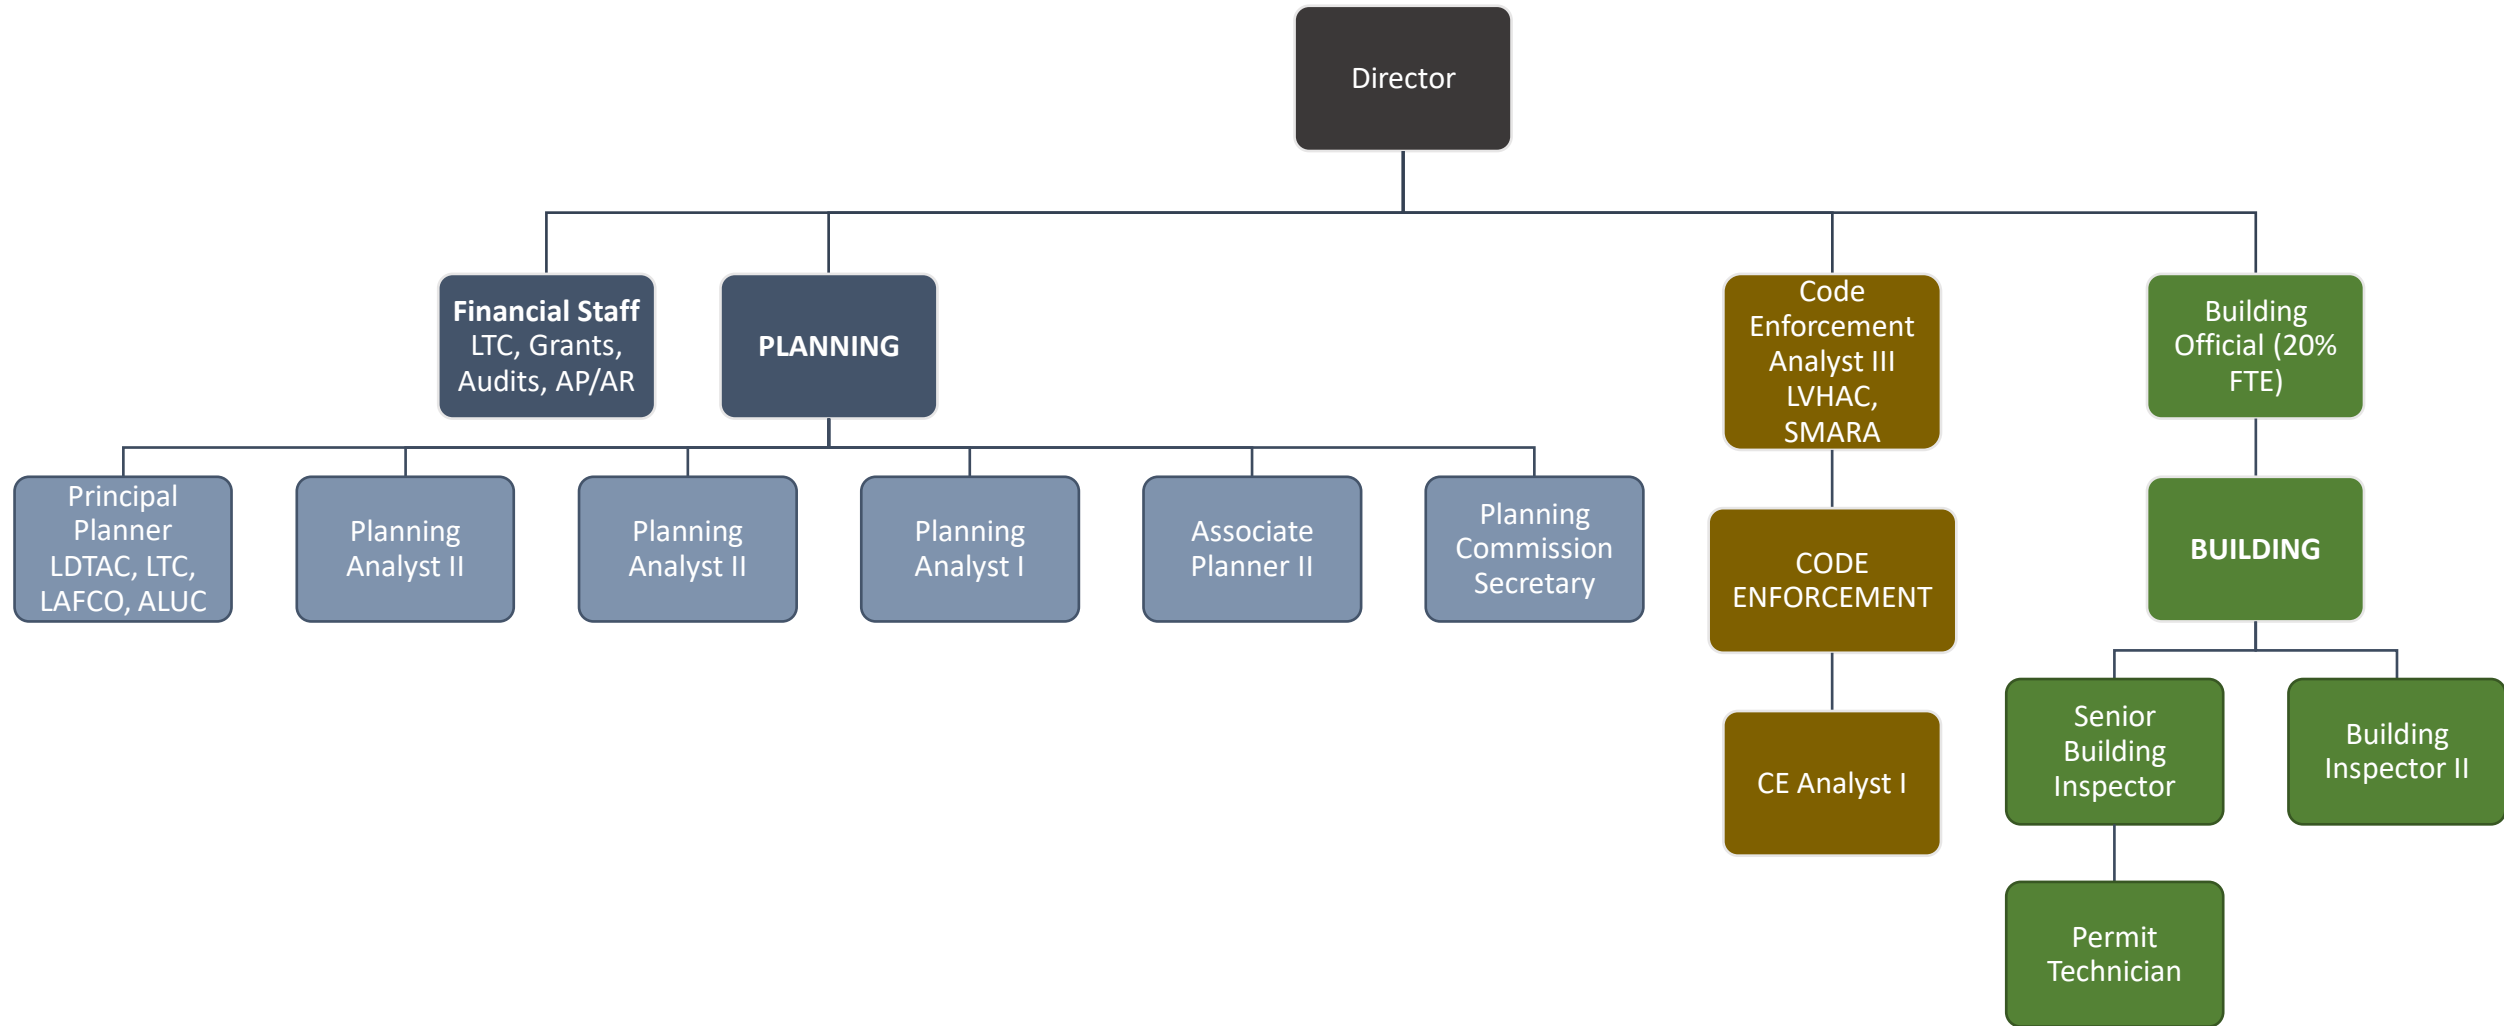 Director
Financial Staff
LTC, Grants,
Audits, AP/AR
PLANNING
Code
Enforcement
Analyst III
LVHAC,
SMARA
Building
Official (20%
FTE)
Principal
Planner
LDTAC, LTC,
LAFCO, ALUC
Planning
Analyst II
Planning
Analyst II
Planning
Analyst I
Associate
Planner II
Planning
Commission
Secretary
CODE
ENFORCEMENT
BUILDING
CE Analyst I
Senior
Building
Inspector
Building
Inspector II
Permit
Technician